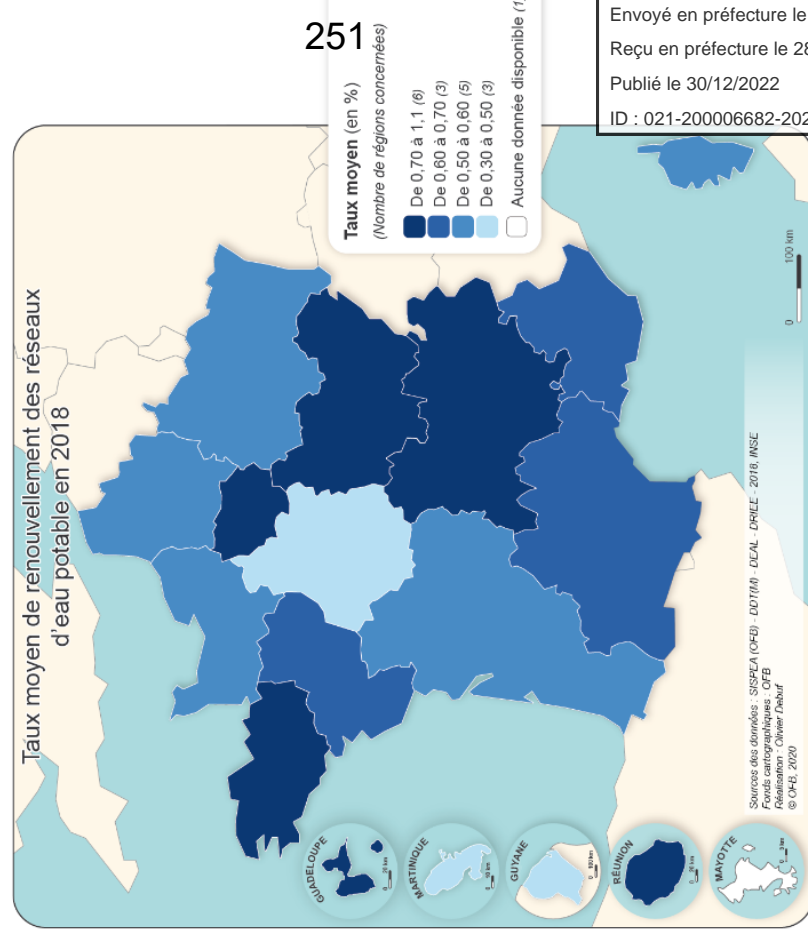 251
Envoyé en préfecture le
Reçu en préfecture le 28
Publié le 30/12/2022
ID : 021-200006682-202
Taux moyen de renouvellement des réseaux
d'eau potable en 2018
Taux moyen (en %)
(Nombre de régions concernées)
De 0,70 à 1,1 (6)
De 0,60 à 0,70 (3)
De 0,50 à 0,60 (5)
De 0,30 à 0,50 (3)
Aucune donnée disponible (1)
GUADELOUPE
MARTINIQUE
GUYANE
RÉUNION
MAYOTTE
0 100 km
Sources des données : SISPEA (OFB) - DDT(M) - DEAL - DRIEE - 2018, INSE
Fonds cartographiques : OFB
Réalisation : Olivier Debuf
© OFB, 2020